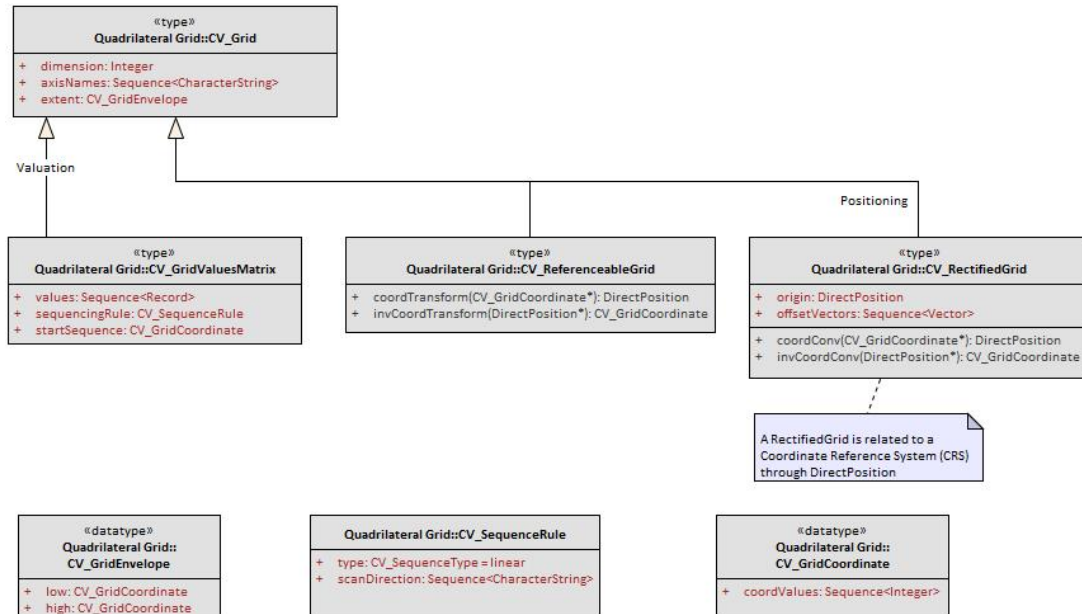 «type»
Quadrilateral Grid::CV_Grid
+ dimension: Integer
+ axisNames: Sequence<CharacterString>
+ extent: CV_GridEnvelope
Valuation
Positioning
«type»
Quadrilateral Grid::CV_GridValuesMatrix
+ values: Sequence<Record>
+ sequencingRule: CV_SequenceRule
+ startSequence: CV_GridCoordinate
«type»
Quadrilateral Grid::CV_ReferenceableGrid
+ coordTransform(CV_GridCoordinate*): DirectPosition
+ invCoordTransform(DirectPosition*): CV_GridCoordinate
«type»
Quadrilateral Grid::CV_RectifiedGrid
+ origin: DirectPosition
+ offsetVectors: Sequence<Vector>
+ coordConv(CV_GridCoordinate*): DirectPosition
+ invCoordConv(DirectPosition*): CV_GridCoordinate
A RectifiedGrid is related to a
Coordinate Reference System (CRS)
through DirectPosition
«datatype»
Quadrilateral Grid::
CV_GridEnvelope
+ low: CV_GridCoordinate
+ high: CV_GridCoordinate
Quadrilateral Grid::CV_SequenceRule
+ type: CV_SequenceType = linear
+ scanDirection: Sequence<CharacterString>
«datatype»
Quadrilateral Grid::
CV_GridCoordinate
+ coordValues: Sequence<Integer>